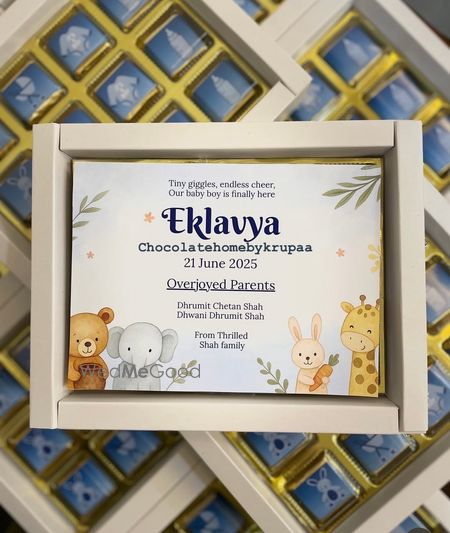 Tiny giggles, endless cheer,
Our baby boy is finally here
Eklavya
Chocolatehomebykrupaa
21 June 2025
Overjoyed Parents
Dhrumit Chetan Shah
Dhwani Dhrumit Shah
From Thrilled
Shah family
WedMeGood